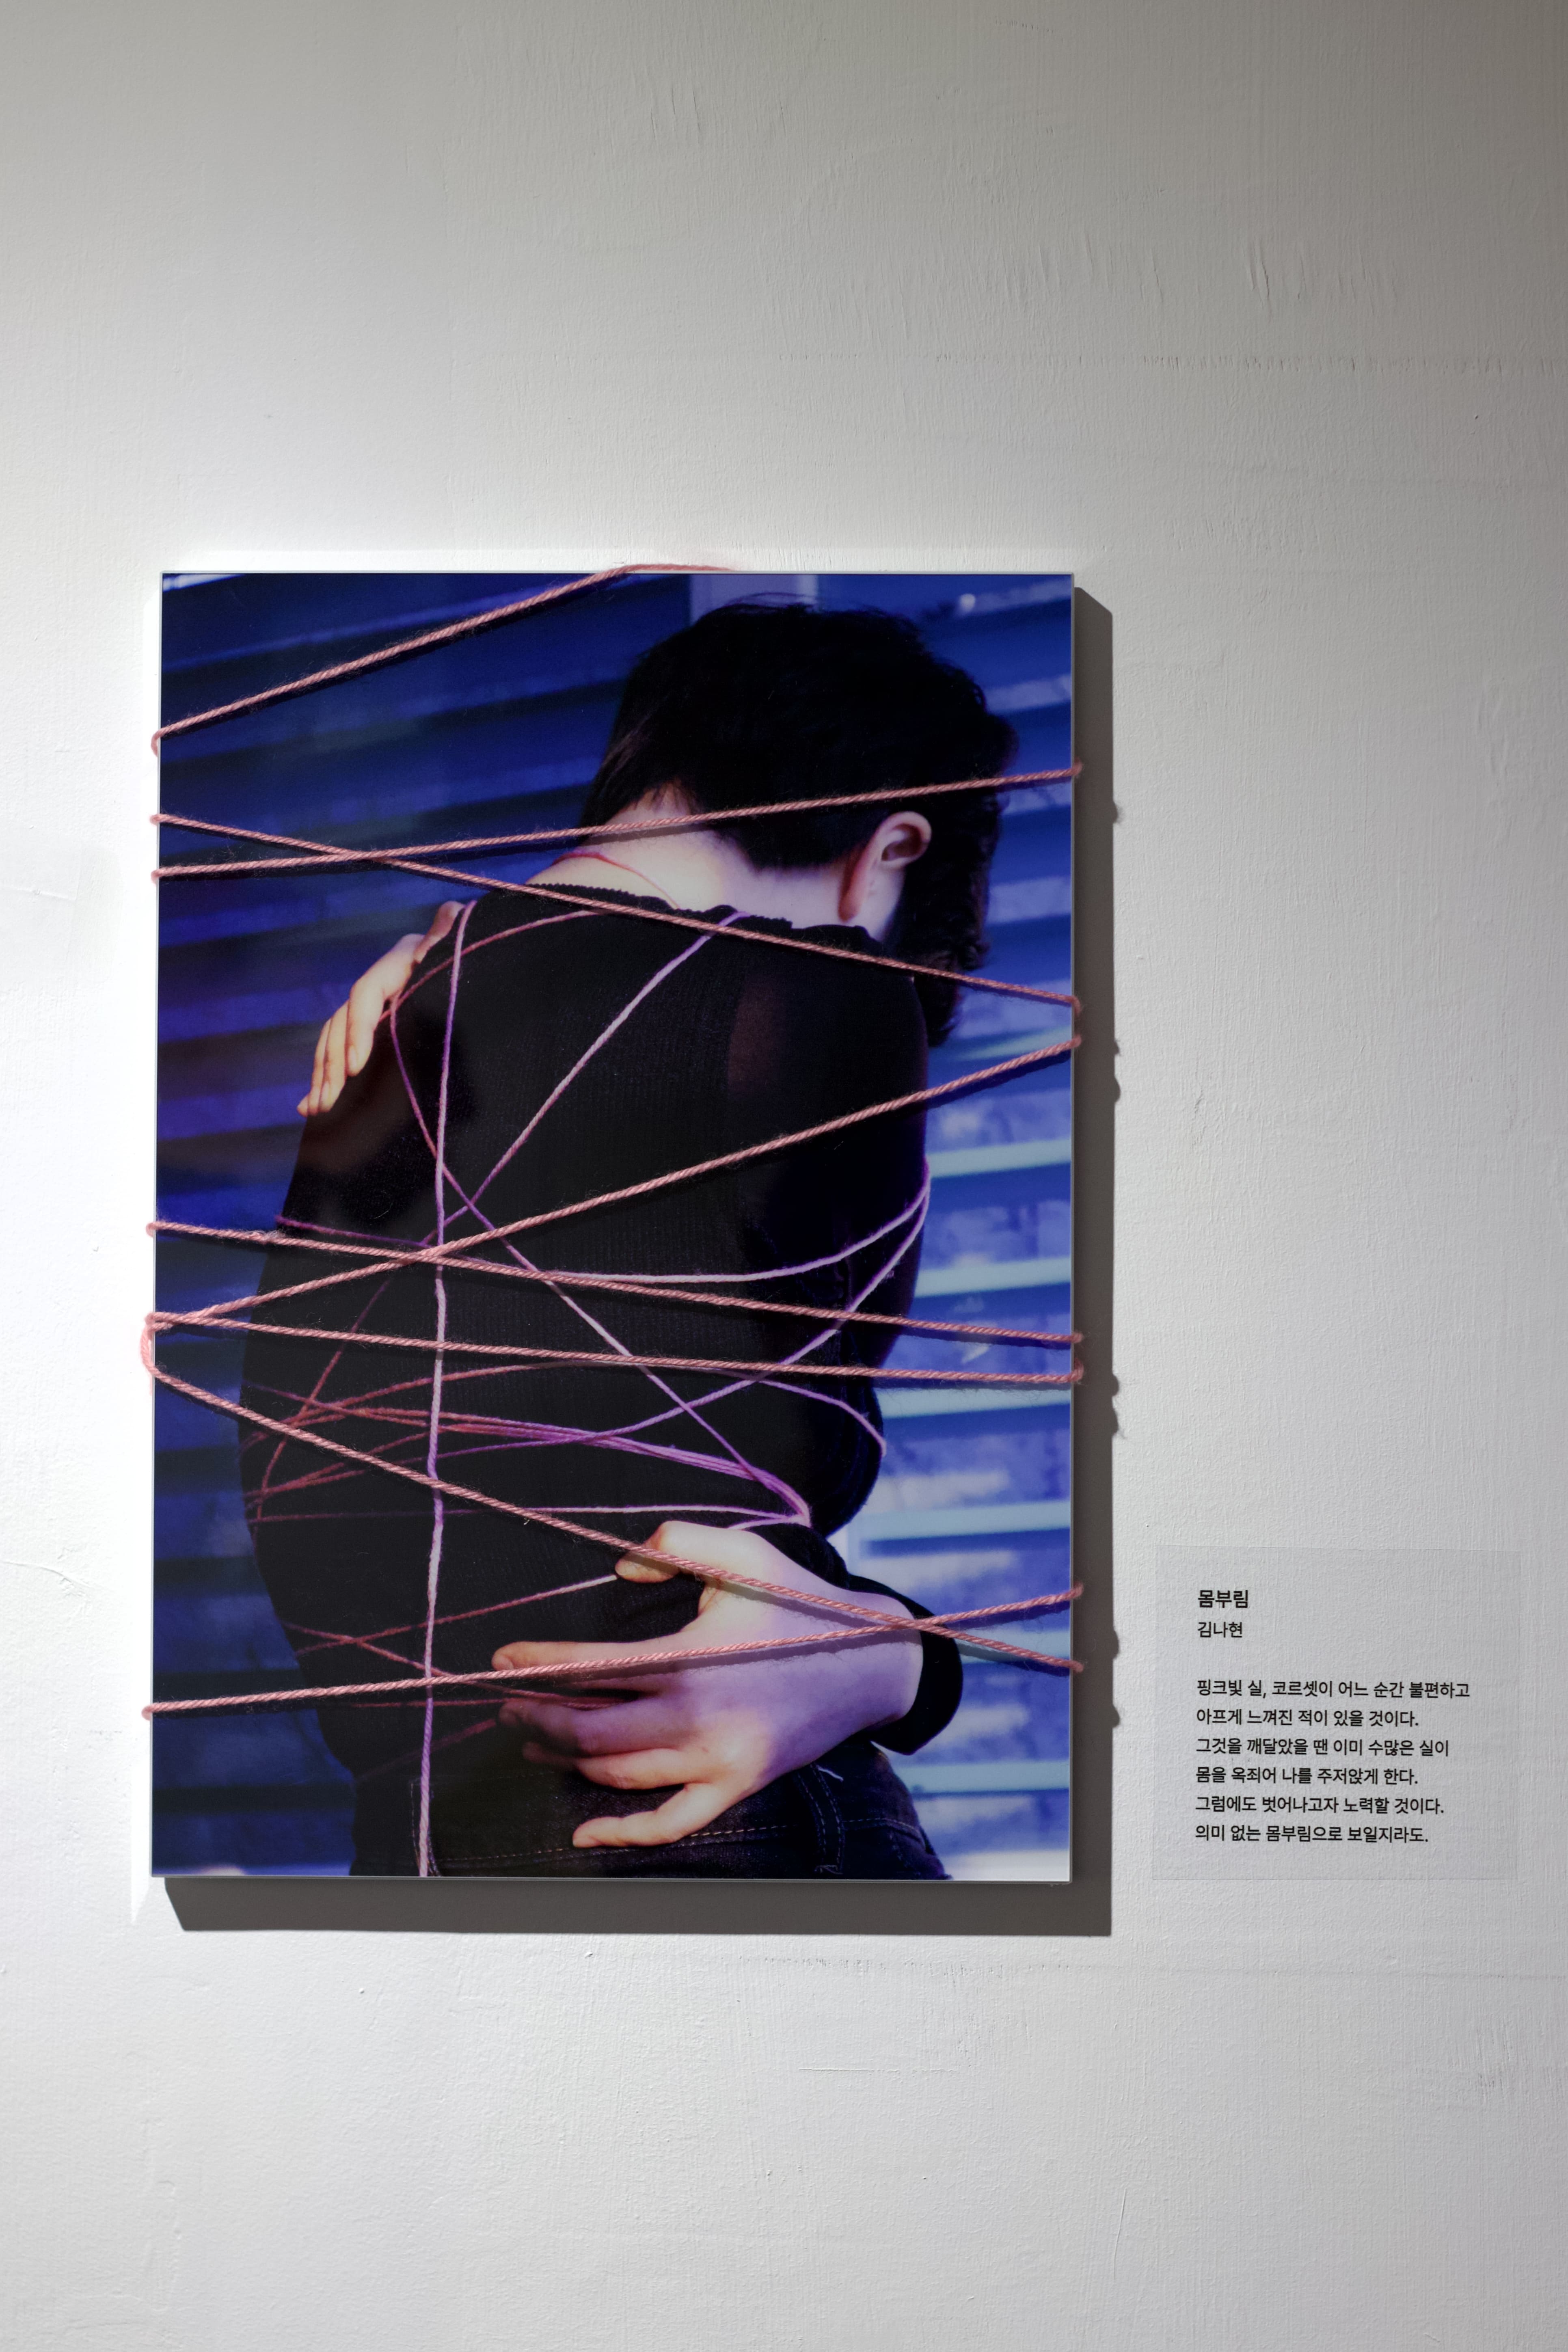 몸부림
김나현
핑크빛 실, 코르셋이 어느 순간 불편하고
아프게 느껴진 적이 있을 것이다.
그것을 깨달았을 땐 이미 수많은 실이
몸을 옥죄어 나를 주저앉게 한다.
그럼에도 벗어나고자 노력할 것이다.
의미 없는 몸부림으로 보일지라도.